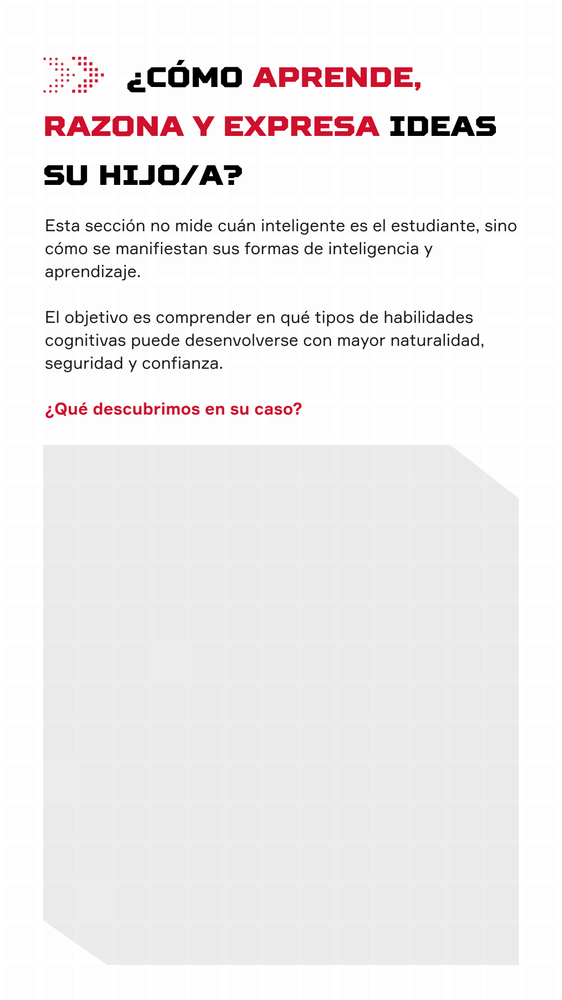 ¿CÓMO APRENDE,
RAZONA Y EXPRESA IDEAS
SU HIJO/A?
Esta sección no mide cuán inteligente es el estudiante, sino
cómo se manifiestan sus formas de inteligencia y
aprendizaje.
El objetivo es comprender en qué tipos de habilidades
cognitivas puede desenvolverse con mayor naturalidad,
seguridad y confianza.
¿Qué descubrimos en su caso?